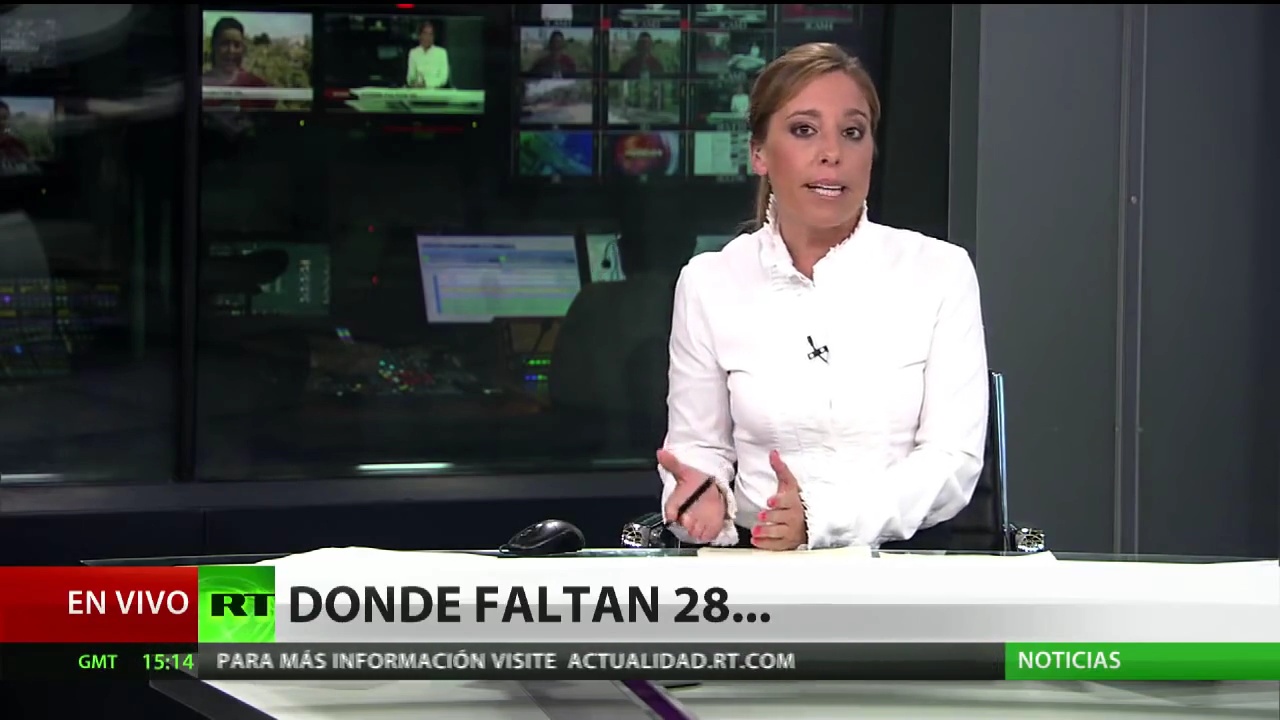 EN VIVO RT DONDE FALTAN 28...
GMT 15:14 PARA MÁS INFORMACIÓN VISITE ACTUALIDAD.RT.COM NOTICIAS